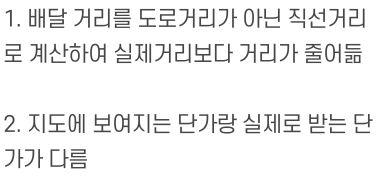 1. 배달 거리를 도로거리가 아닌 직선거리
로 계산하여 실제거리보다 거리가 줄어듦
2. 지도에 보여지는 단가랑 실제로 받는 단
가가 다름